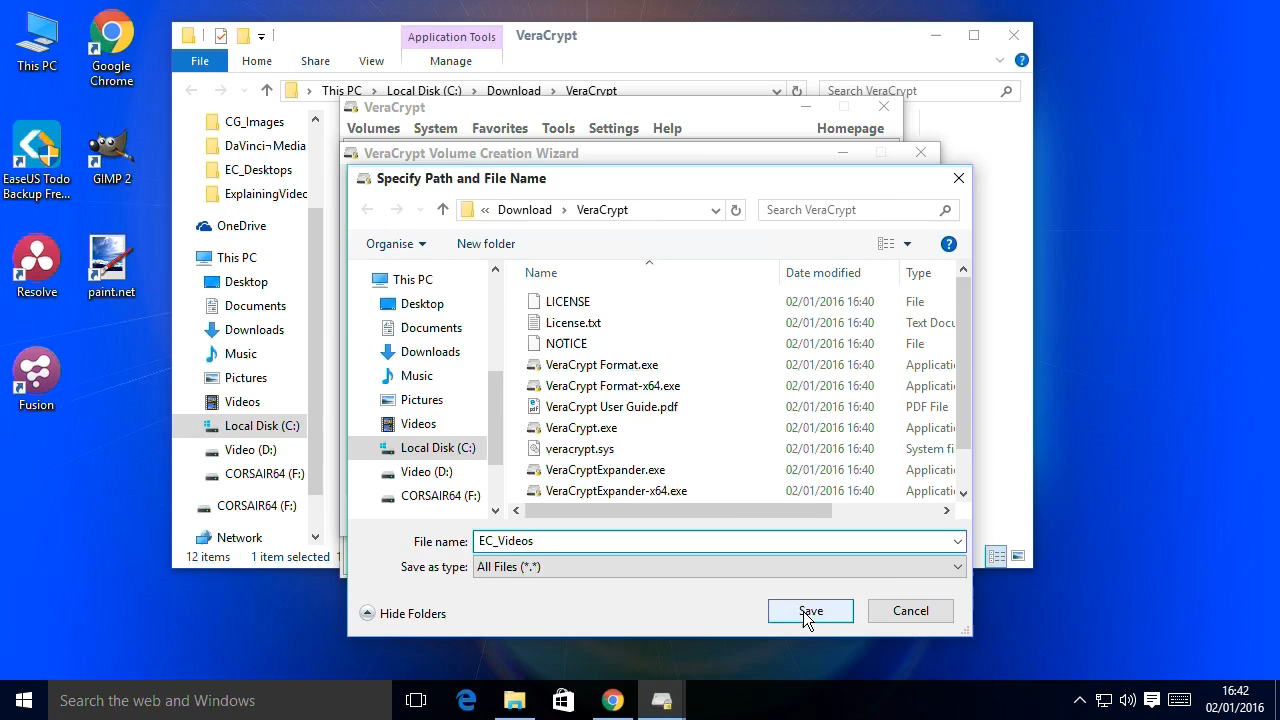 This PC
Google
Chrome
EaseUS Todo
Backup Fre...
GIMP 2
Resolve
paint.net
Fusion
Application Tools
VeraCrypt
File
Home
Share
View
Manage
This PC
Local Disk (C:)
Download
VeraCrypt
Search VeraCrypt
CG_Images
DaVinci¬ Media
EC_Desktops
ExplainingVideo
OneDrive
This PC
Desktop
Documents
Downloads
Music
Pictures
Videos
Local Disk (C:)
Video (D:)
CORSAIR64 (F:)
CORSAIR64 (F:)
Network
12 items
1 item selected
VeraCrypt
Volumes System Favorites Tools Settings Help Homepage
VeraCrypt Volume Creation Wizard
Specify Path and File Name
« Download VeraCrypt
Search VeraCrypt
Organise
New folder
This PC
Desktop
Documents
Downloads
Music
Pictures
Videos
Local Disk (C:)
Video (D:)
CORSAIR64 (F:)
Name Date modified Type
LICENSE 02/01/2016 16:40 File
License.txt 02/01/2016 16:40 Text Docu
NOTICE 02/01/2016 16:40 File
VeraCrypt Format.exe 02/01/2016 16:40 Applicati
VeraCrypt Format-x64.exe 02/01/2016 16:40 Applicati
VeraCrypt User Guide.pdf 02/01/2016 16:40 PDF File
VeraCrypt.exe 02/01/2016 16:40 Applicati
veracrypt.sys 02/01/2016 16:40 System fi
VeraCryptExpander.exe 02/01/2016 16:40 Applicati
VeraCryptExpander-x64.exe 02/01/2016 16:40 Applicati
File name: EC_Videos
Save as type: All Files (*.*)
Hide Folders
Save
Cancel
Search the web and Windows
16:42
02/01/2016